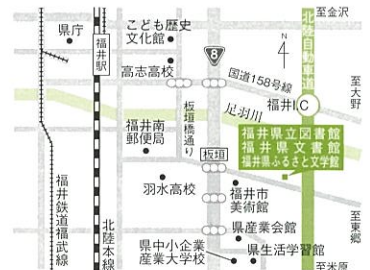 至金沢
こども歴史
文化館
県庁
福井駅
8
N
北陸自動車道
高志高校
国道158号線
至大野
足羽川
福井IC
板垣橋通り
福井県立図書館
福井県文書館
福井県ふるさと文学館
福井南
郵便局
板垣
羽水高校
福井市
美術館
福井鉄道福武線
北陸本線
至東郷
県産業会館
県中小企業
産業大学校
県生活学習館
至米原